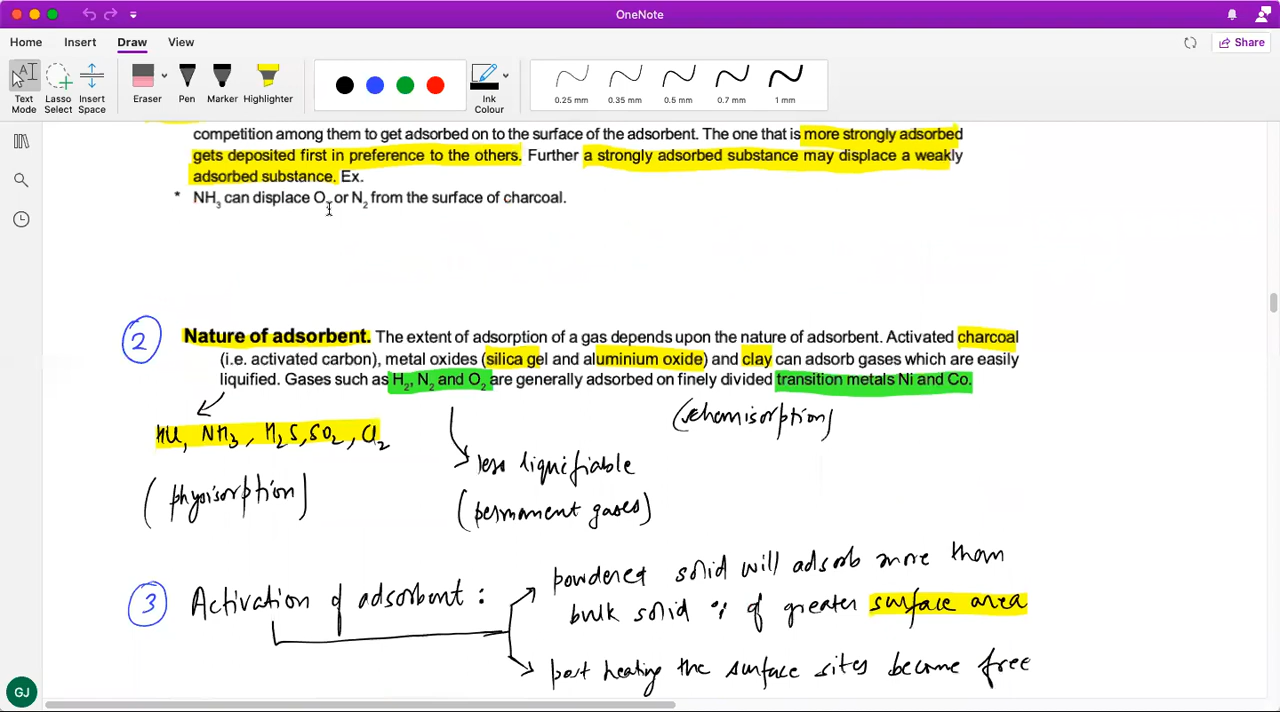 OneNote
Home Insert Draw View
Share
Text Mode
Lasso Select
Insert Space
Eraser
Pen
Marker
Highlighter
Ink Colour
0.25 mm
0.35 mm
0.5 mm
0.7 mm
1 mm
competition among them to get adsorbed on to the surface of the adsorbent. The one that is more strongly adsorbed
gets deposited first in preference to the others. Further a strongly adsorbed substance may displace a weakly
adsorbed substance. Ex.
* NH3 can displace O2 or N2 from the surface of charcoal.
2 Nature of adsorbent. The extent of adsorption of a gas depends upon the nature of adsorbent. Activated charcoal
(i.e. activated carbon), metal oxides (silica gel and aluminium oxide) and clay can adsorb gases which are easily
liquified. Gases such as H2, N2 and O2 are generally adsorbed on finely divided transition metals Ni and Co.
(chemisorption)
HCl, NH3, H2S, SO2, Cl2
less liquifiable
(physisorption)
(permanent gases)
3 Activation of adsorbent :
powdered solid will adsorb more than
bulk solid of greater surface area
post heating the surface sites become free
GJ